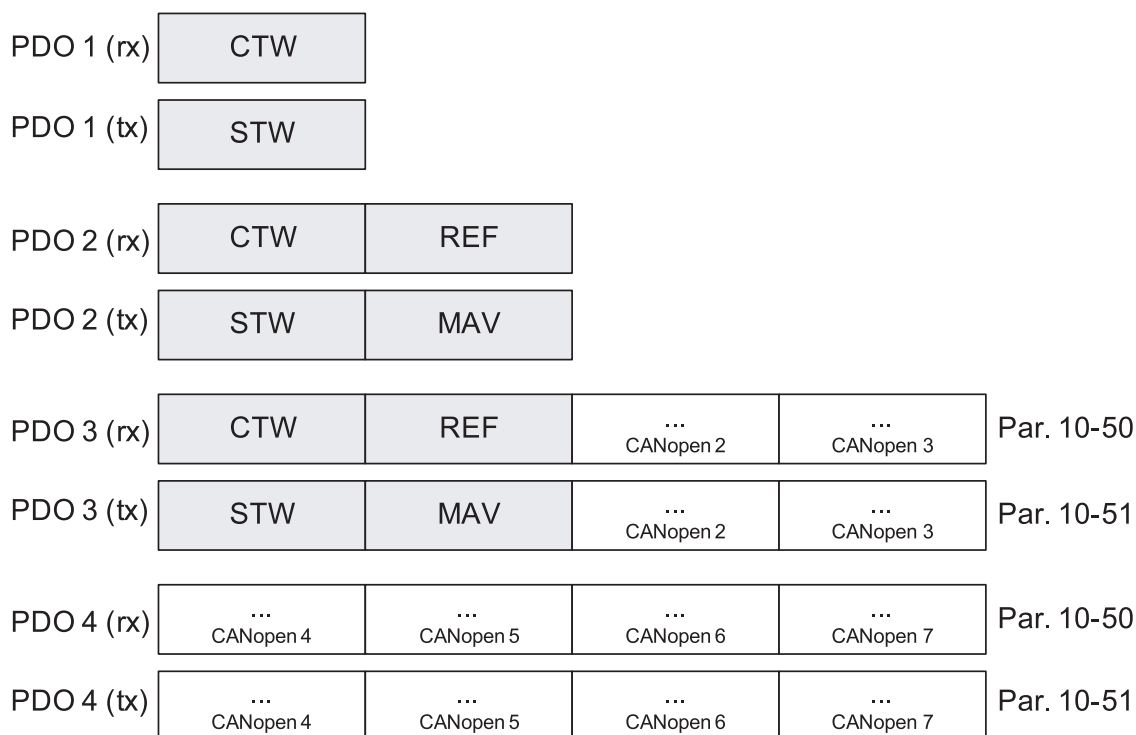 PDO 1 (rx) CTW
PDO 1 (tx) STW
PDO 2 (rx) CTW REF
PDO 2 (tx) STW MAV
PDO 3 (rx) CTW REF ... ... Par. 10-50
CANopen 2 CANopen 3
PDO 3 (tx) STW MAV ... ... Par. 10-51
CANopen 2 CANopen 3
PDO 4 (rx) ... ... ... ... Par. 10-50
CANopen 4 CANopen 5 CANopen 6 CANopen 7
PDO 4 (tx) ... ... ... ... Par. 10-51
CANopen 4 CANopen 5 CANopen 6 CANopen 7